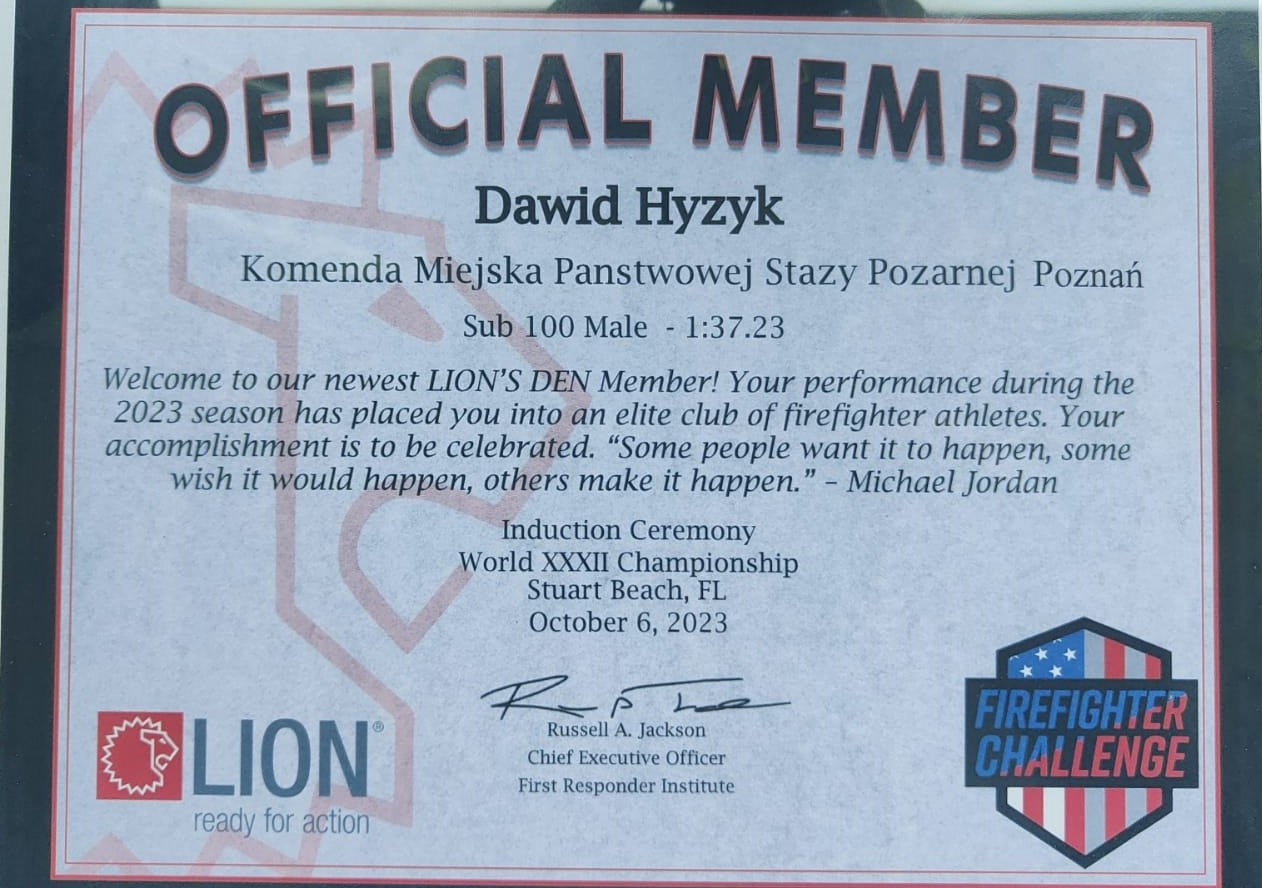 OFFICIAL MEMBER
Dawid Hyzyk
Komenda Miejska Panstwowej Stazy Pozarnej Poznań
Sub 100 Male - 1:37.23
Welcome to our newest LION'S DEN Member! Your performance during the
2023 season has placed you into an elite club of firefighter athletes. Your
accomplishment is to be celebrated. “Some people want it to happen, some
wish it would happen, others make it happen.” – Michael Jordan
Induction Ceremony
World XXXII Championship
Stuart Beach, FL
October 6, 2023
Russell A. Jackson
Chief Executive Officer
First Responder Institute
LION®
ready for action
FIREFIGHTER
CHALLENGE